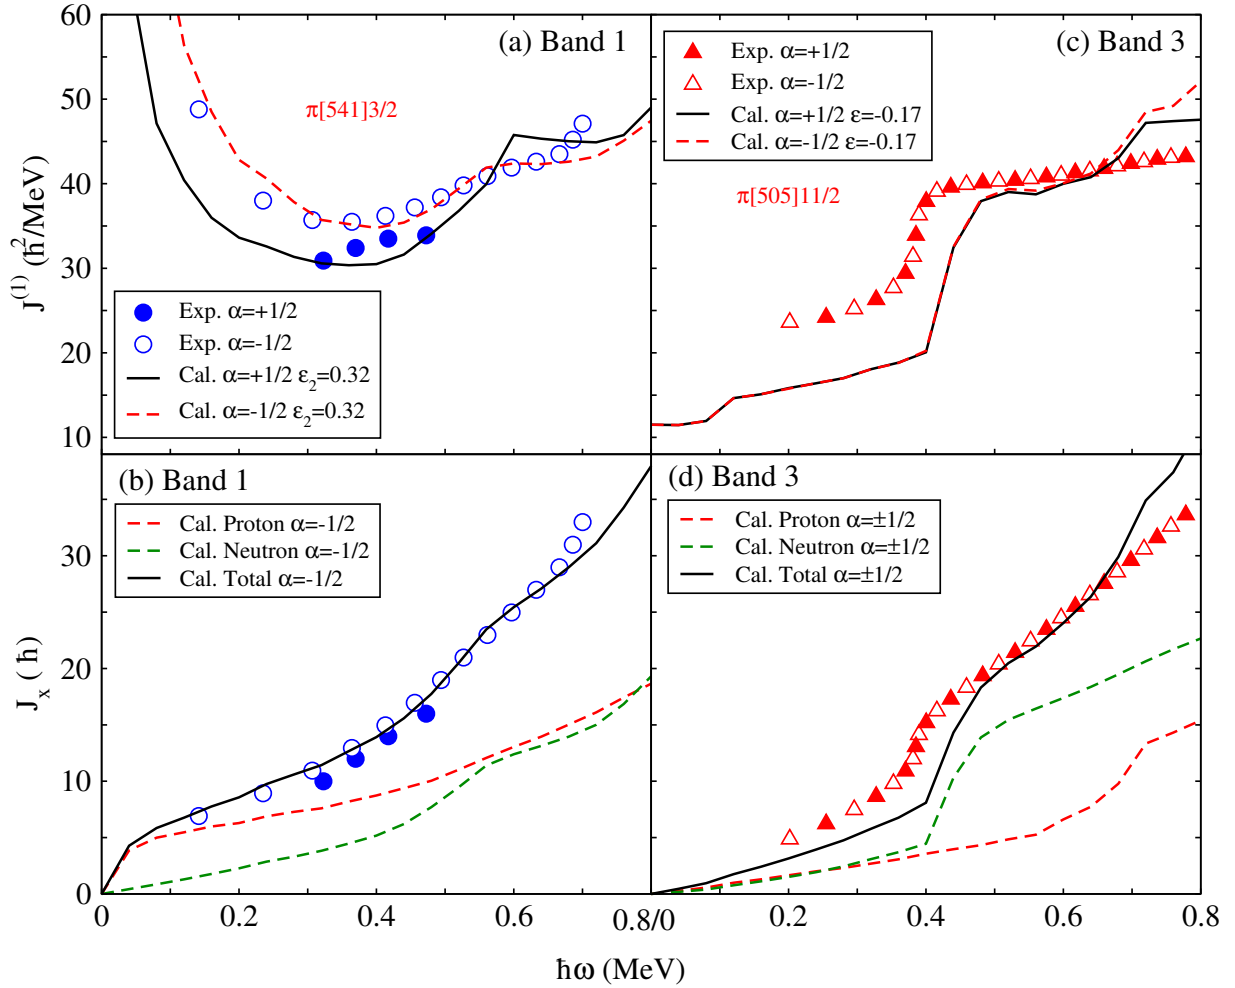 (a) Band 1
π[541]3/2
Exp. α=+1/2
Exp. α=-1/2
Cal. α=+1/2 ε₂=0.32
Cal. α=-1/2 ε₂=0.32
60
50
40
30
20
10
J⁽¹⁾ (ħ²/MeV)
(c) Band 3
Exp. α=+1/2
Exp. α=-1/2
Cal. α=+1/2 ε=-0.17
Cal. α=-1/2 ε=-0.17
π[505]11/2
(b) Band 1
Cal. Proton α=-1/2
Cal. Neutron α=-1/2
Cal. Total α=-1/2
30
20
10
0
Jₓ (ħ)
(d) Band 3
Cal. Proton α=±1/2
Cal. Neutron α=±1/2
Cal. Total α=±1/2
0 0.2 0.4 0.6 0.8/0 0.2 0.4 0.6 0.8
ħω (MeV)